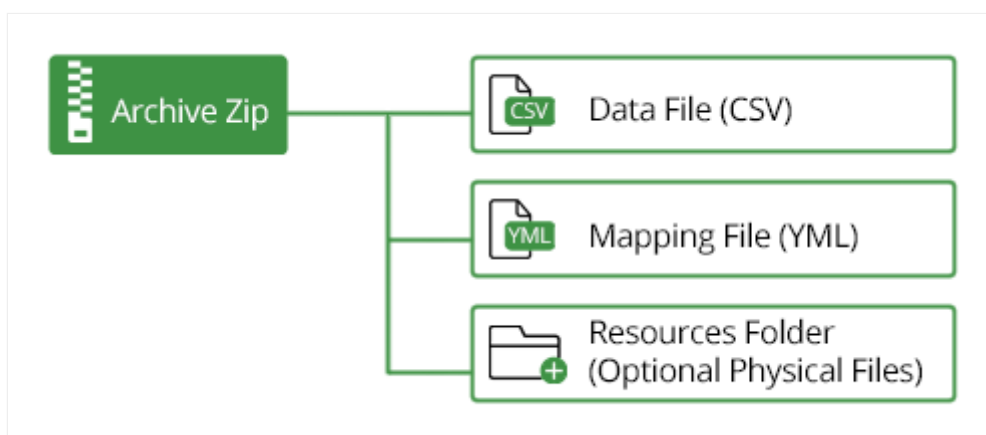 Archive Zip
CSV
Data File (CSV)
YML
Mapping File (YML)
Resources Folder
(Optional Physical Files)